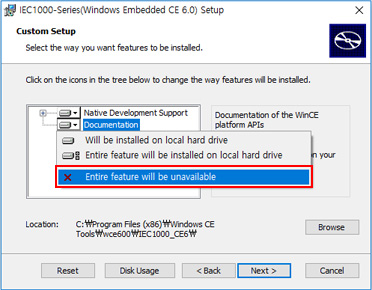 IEC1000-Series(Windows Embedded CE 6.0) Setup
Custom Setup
Select the way you want features to be installed.
Click on the icons in the tree below to change the way features will be installed.
Native Development Support
Documentation
Documentation of the WinCE
platform APIs
Will be installed on local hard drive
Entire feature will be installed on local hard drive
on your
Entire feature will be unavailable
Location:
C:₩Program Files (x86)₩Windows CE
Tools₩wce600₩IEC1000_CE6₩
Browse
Reset
Disk Usage
< Back
Next >
Cancel